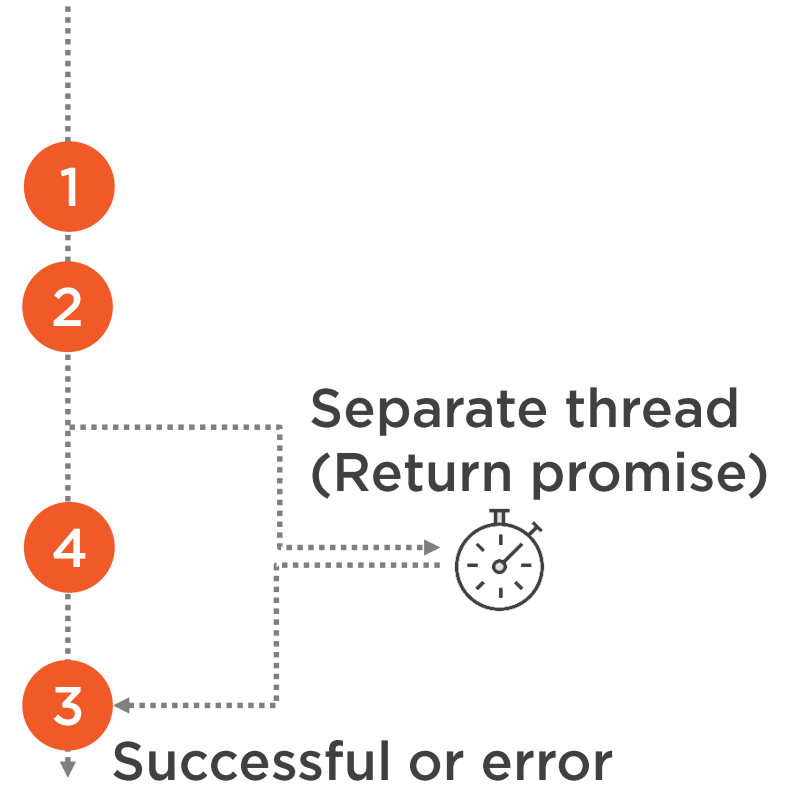 1
2
Separate thread
(Return promise)
4
3
Successful or error